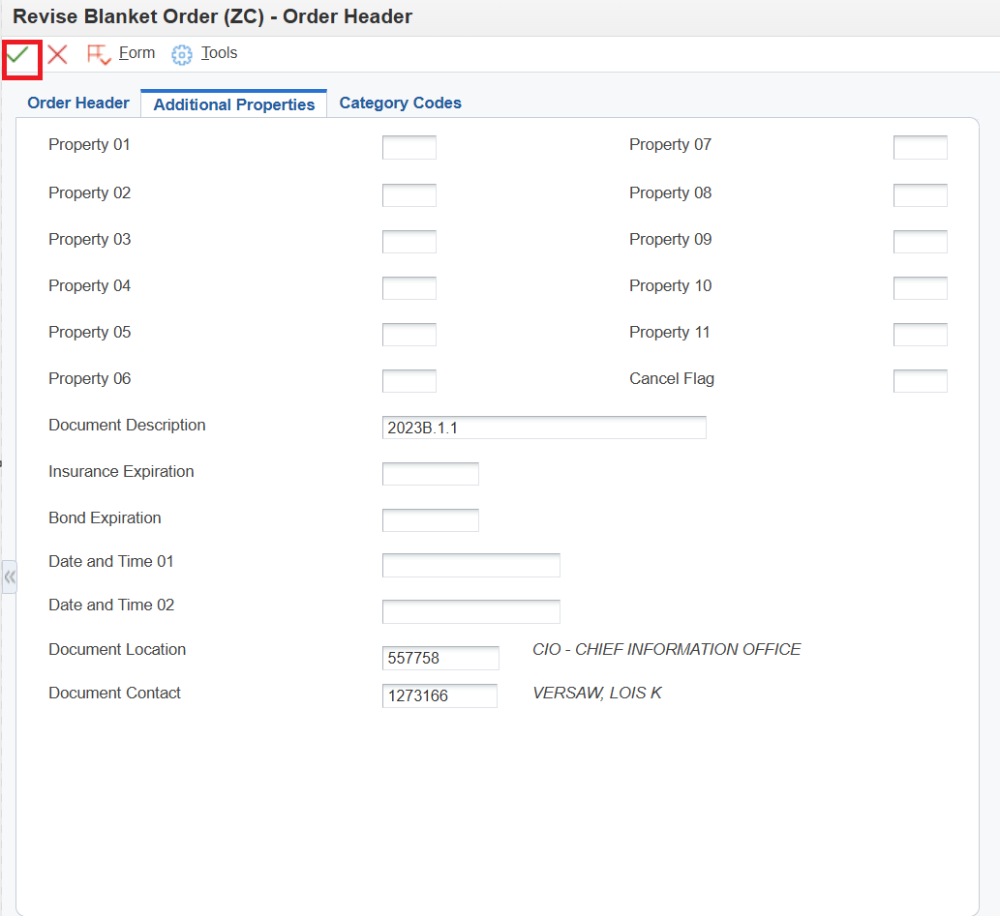 Revise Blanket Order (ZC) - Order Header
Form Tools
Order Header Additional Properties Category Codes
Property 01 Property 07
Property 02 Property 08
Property 03 Property 09
Property 04 Property 10
Property 05 Property 11
Property 06 Cancel Flag
Document Description 2023B.1.1
Insurance Expiration
Bond Expiration
Date and Time 01
Date and Time 02
Document Location 557758 CIO - CHIEF INFORMATION OFFICE
Document Contact 1273166 VERSAW, LOIS K